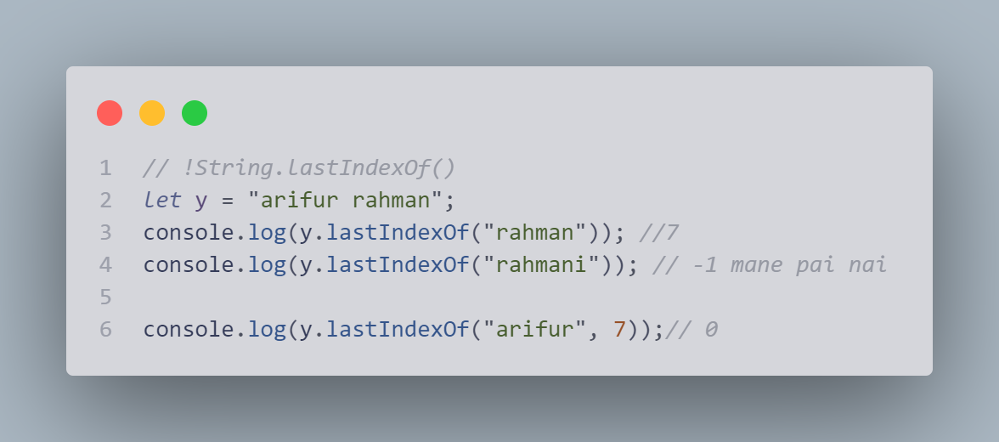 1 // !String.lastIndexOf()
2 let y = "arifur rahman";
3 console.log(y.lastIndexOf("rahman")); //7
4 console.log(y.lastIndexOf("rahmani")); // -1 mane pai nai
5
6 console.log(y.lastIndexOf("arifur", 7));// 0